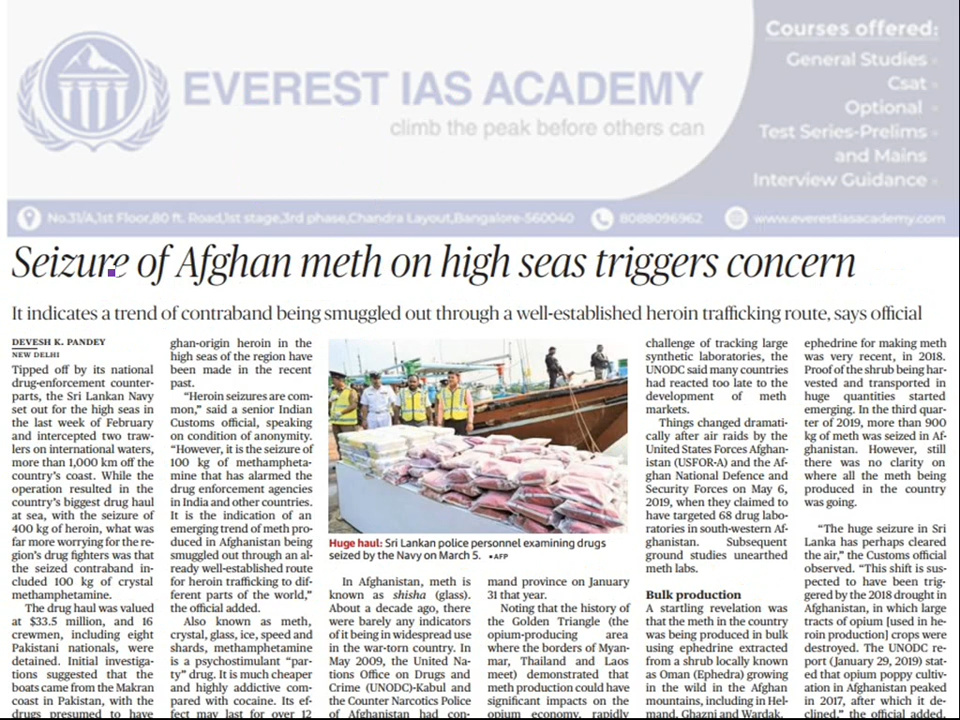 EVEREST IAS ACADEMY
climb the peak before others can
Courses offered:
General Studies
Csat
Optional
Test Series-Prelims
and Mains
Interview Guidance
No.31/A,1st Floor,80 ft. Road,1st stage,3rd phase,Chandra Layout,Bangalore-560040
8088096962
www.everestiasacademy.com
Seizure of Afghan meth on high seas triggers concern
It indicates a trend of contraband being smuggled out through a well-established heroin trafficking route, says official
DEVESH K. PANDEY
NEW DELHI
Tipped off by its national
drug-enforcement counter-
parts, the Sri Lankan Navy
set out for the high seas in
the last week of February
and intercepted two traw-
lers on international waters,
more than 1,000 km off the
country's coast. While the
operation resulted in the
country's biggest drug haul
at sea, with the seizure of
400 kg of heroin, what was
far more worrying for the re-
gion's drug fighters was that
the seized contraband in-
cluded 100 kg of crystal
methamphetamine.
The drug haul was valued
at $33.5 million, and 16
crewmen, including eight
Pakistani nationals, were
detained. Initial investiga-
tions suggested that the
boats came from the Makran
coast in Pakistan, with the
drugs presumed to have
ghan-origin heroin in the
high seas of the region have
been made in the recent
past.
"Heroin seizures are com-
mon," said a senior Indian
Customs official, speaking
on condition of anonymity.
"However, it is the seizure of
100 kg of methampheta-
mine that has alarmed the
drug enforcement agencies
in India and other countries.
It is the indication of an
emerging trend of meth pro-
duced in Afghanistan being
smuggled out through an al-
ready well-established route
for heroin trafficking to dif-
ferent parts of the world,"
the official added.
Also known as meth,
crystal, glass, ice, speed and
shards, methamphetamine
is a psychostimulant "par-
ty" drug. It is much cheaper
and highly addictive com-
pared with cocaine. Its ef-
fect may last for over 12
Huge haul: Sri Lankan police personnel examining drugs
seized by the Navy on March 5. •AFP
In Afghanistan, meth is
known as shisha (glass).
About a decade ago, there
were barely any indicators
of it being in widespread use
in the war-torn country. In
May 2009, the United Na-
tions Office on Drugs and
Crime (UNODC)-Kabul and
the Counter Narcotics Police
of Afghanistan had con-
mand province on January
31 that year.
Noting that the history of
the Golden Triangle (the
opium-producing area
where the borders of Myan-
mar, Thailand and Laos
meet) demonstrated that
meth production could have
significant impacts on the
opium economy, rapidly
challenge of tracking large
synthetic laboratories, the
UNODC said many countries
had reacted too late to the
development of meth
markets.
Things changed dramati-
cally after air raids by the
United States Forces Afghan-
istan (USFOR-A) and the Af-
ghan National Defence and
Security Forces on May 6,
2019, when they claimed to
have targeted 68 drug labo-
ratories in south-western Af-
ghanistan. Subsequent
ground studies unearthed
meth labs.
Bulk production
A startling revelation was
that the meth in the country
was being produced in bulk
using ephedrine extracted
from a shrub locally known
as Oman (Ephedra) growing
in the wild in the Afghan
mountains, including in Hel-
mand, Ghazni and Wardak.
ephedrine for making meth
was very recent, in 2018.
Proof of the shrub being har-
vested and transported in
huge quantities started
emerging. In the third quar-
ter of 2019, more than 900
kg of meth was seized in Af-
ghanistan. However, still
there was no clarity on
where all the meth being
produced in the country
was going.
"The huge seizure in Sri
Lanka has perhaps cleared
the air," the Customs official
observed. "This shift is sus-
pected to have been trig-
gered by the 2018 drought in
Afghanistan, in which large
tracts of opium [used in he-
roin production] crops were
destroyed. The UNODC re-
port (January 29, 2019) stat-
ed that opium poppy cultiv-
ation in Afghanistan peaked
in 2017, after which it de-
clined," the official added.